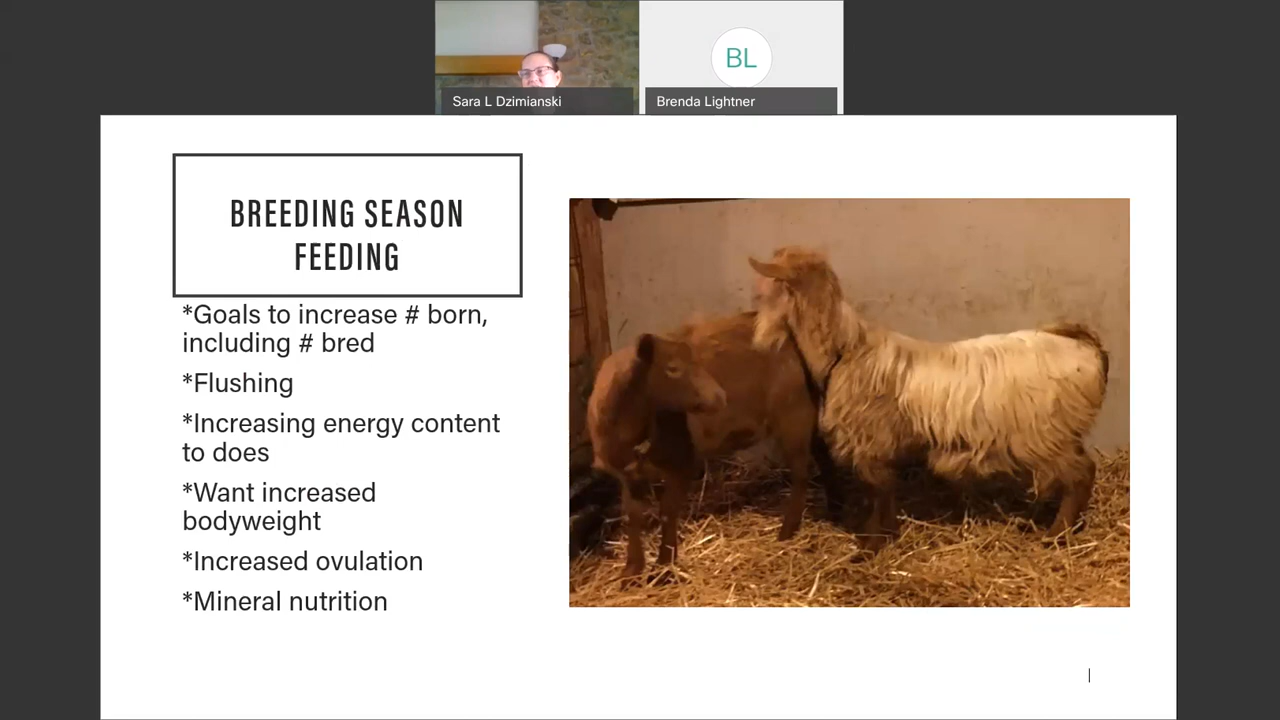 BL
Sara L Dzimianski
Brenda Lightner
BREEDING SEASON
FEEDING
*Goals to increase # born,
including # bred
*Flushing
*Increasing energy content
to does
*Want increased
bodyweight
*Increased ovulation
*Mineral nutrition